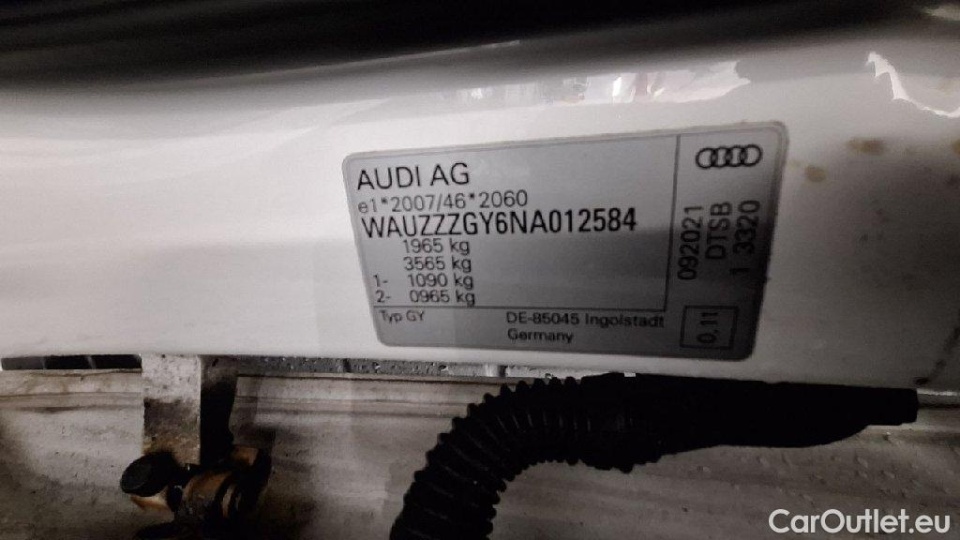 AUDI AG
e1*2007/46*2060
WAUZZZGY6NA012584
1965 kg
3565 kg
1- 1090 kg
2- 0965 kg
Typ GY
DE-85045 Ingolstadt
Germany
092021
DTSB
1 3320
0,11
CarOutlet.eu